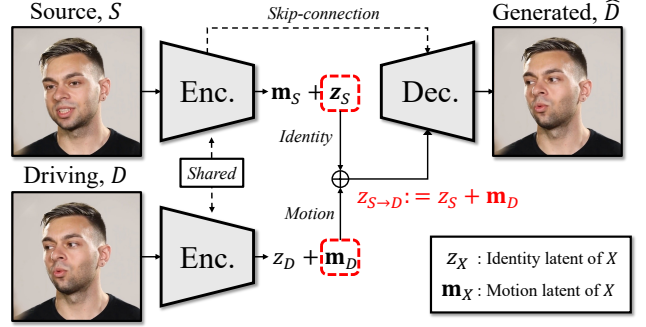 Source, S
Skip-connection
Generated, D̂
Enc.
m_S + z_S
Dec.
Identity
Driving, D
Shared
z_{S→D} := z_S + m_D
Motion
Enc.
z_D + m_D
z_X : Identity latent of X
m_X : Motion latent of X